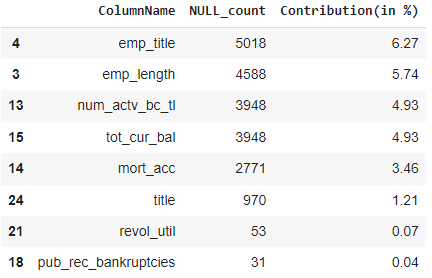 ColumnName NULL_count Contribution(in %)
4 emp_title 5018 6.27
3 emp_length 4588 5.74
13 num_actv_bc_tl 3948 4.93
15 tot_cur_bal 3948 4.93
14 mort_acc 2771 3.46
24 title 970 1.21
21 revol_util 53 0.07
18 pub_rec_bankruptcies 31 0.04